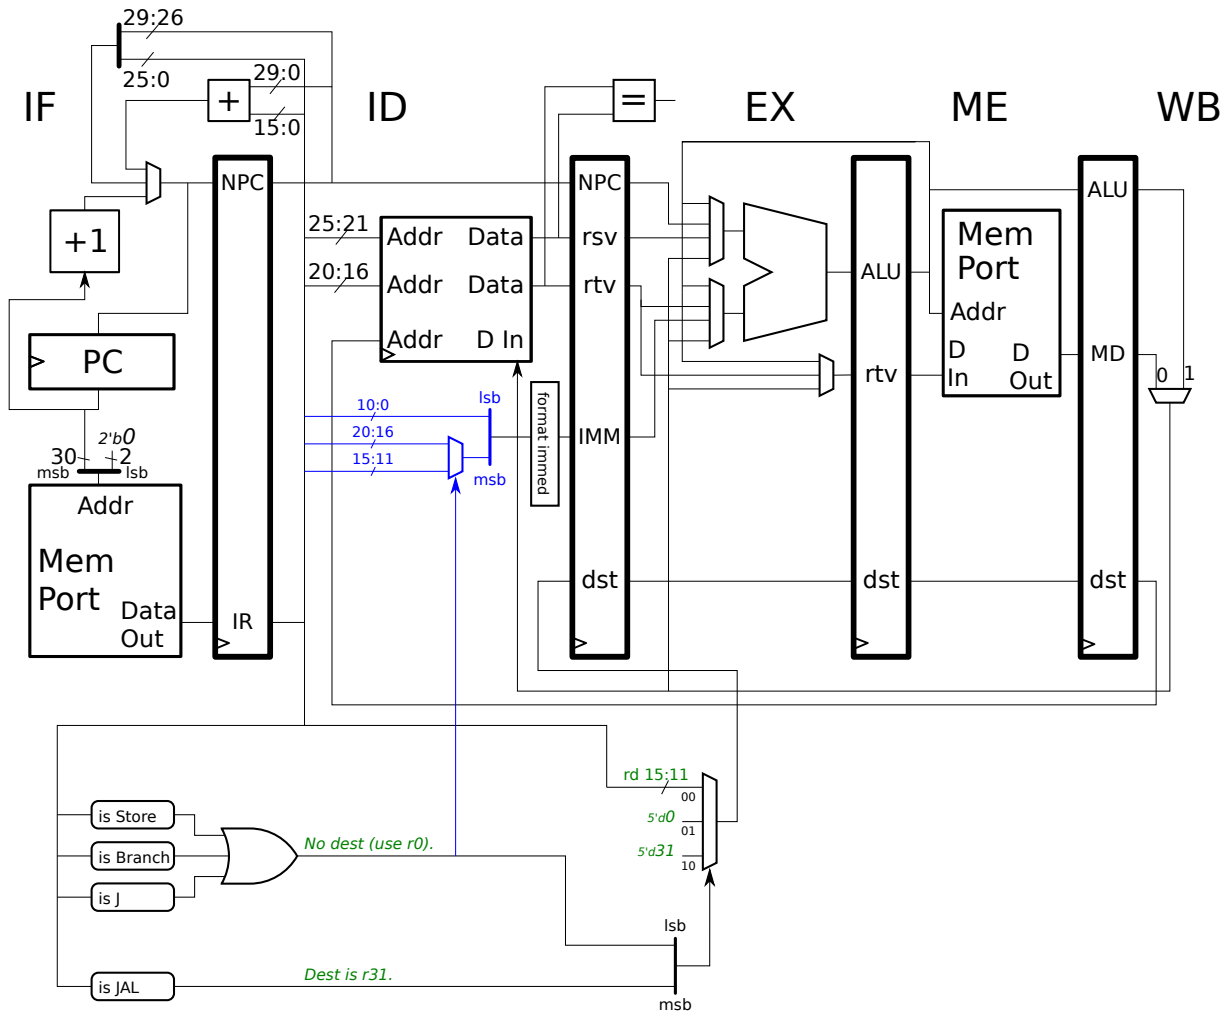 29:26
25:0
29:0
+
15:0
=
IF
ID
EX
ME
WB
NPC
NPC
ALU
+1
25:21
Addr
Data
rsv
Mem
Port
20:16
Addr
Data
rtv
ALU
Addr
PC
Addr
D In
D
In
D
Out
MD
rtv
0
1
10:0
20:16
15:11
lsb
msb
format immed
IMM
2'b0
30
2
msb
lsb
Addr
Mem
Port
Data
Out
IR
dst
dst
dst
rd 15:11
00
5'd0
01
5'd31
10
is Store
is Branch
is J
is JAL
No dest (use r0).
Dest is r31.
lsb
msb